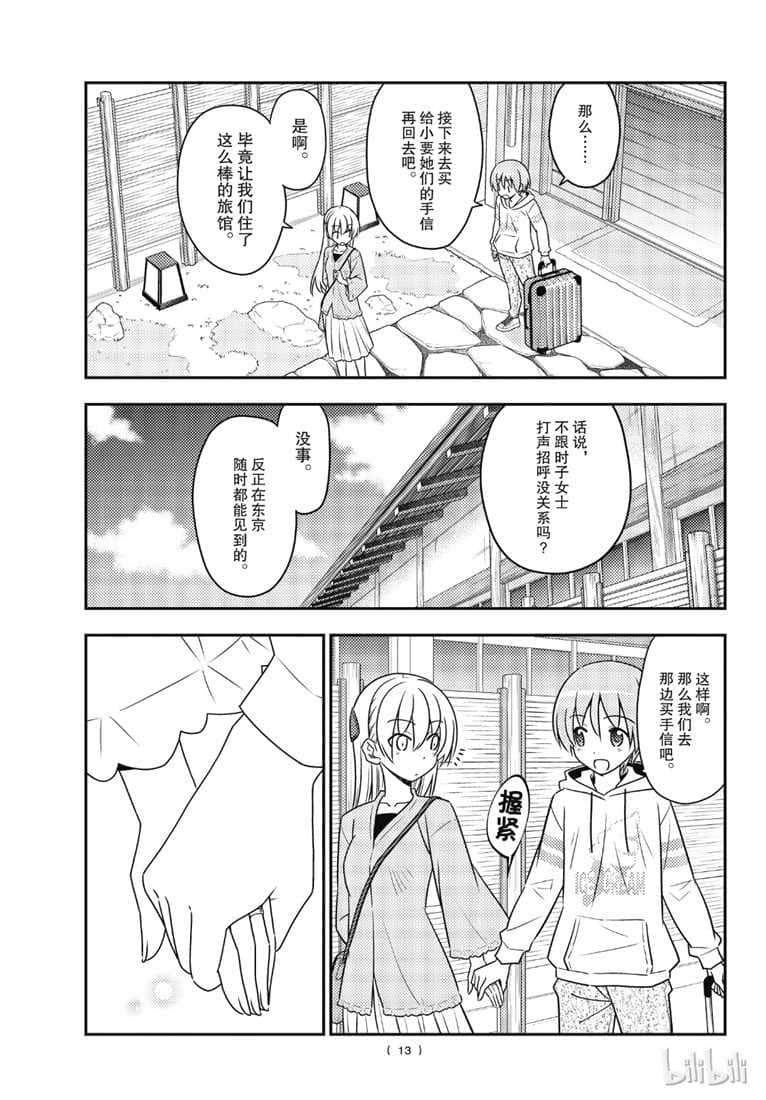 那么……
接下来去买
给小要她们的手信
再回去吧。
是啊。
毕竟让我们住了
这么棒的旅馆。
话说，
不跟时子女士
打声招呼没关系吗？
没事。
反正在东京
随时都能见到的。
这样啊。
那么我们去
那边买手信吧。
握紧
ICE CREAM
( 13 )
bilibili